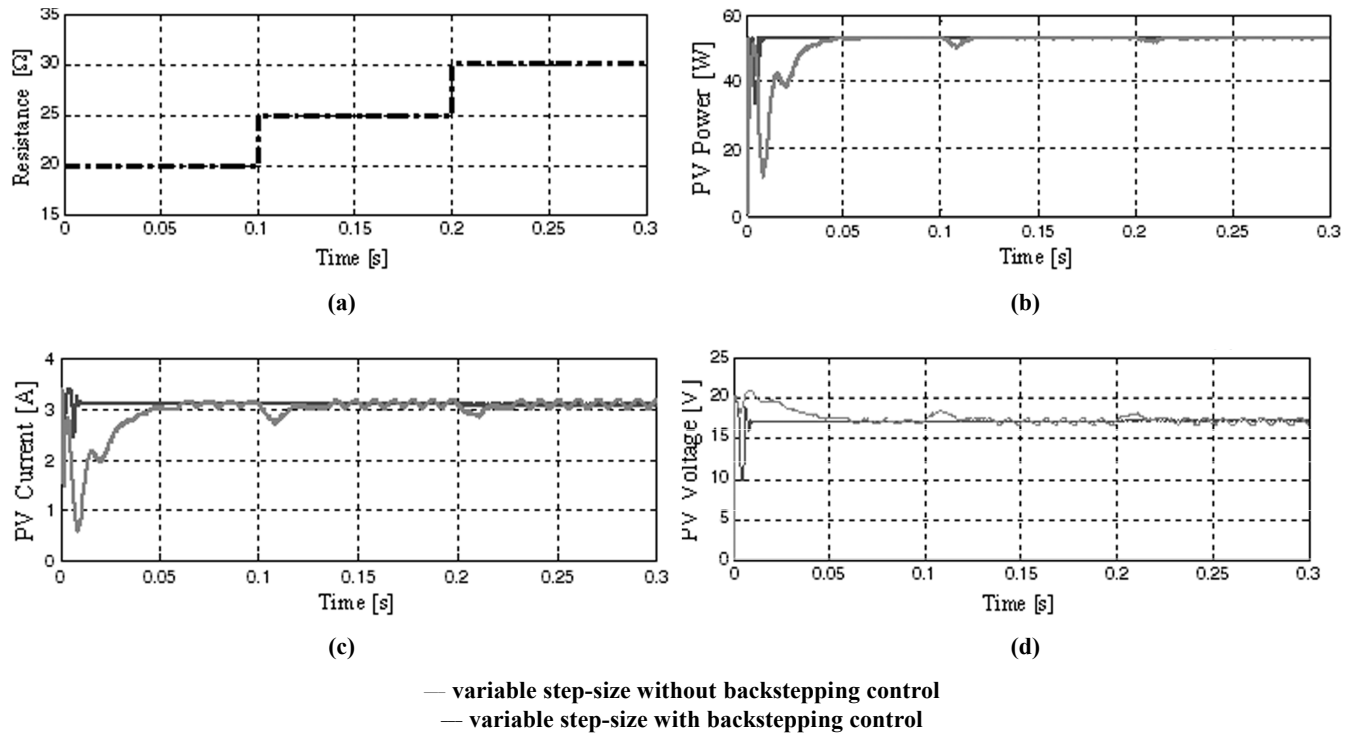 Resistance [Ω]
35
30
25
20
15
0 0.05 0.1 0.15 0.2 0.25 0.3
Time [s]
(a)
PV Power [W]
60
40
20
0
0 0.05 0.1 0.15 0.2 0.25 0.3
Time [s]
(b)
PV Current [A]
4
3
2
1
0
0 0.05 0.1 0.15 0.2 0.25 0.3
Time [s]
(c)
PV Voltage [V]
25
20
15
10
5
0
0 0.05 0.1 0.15 0.2 0.25 0.3
Time [s]
(d)
variable step-size without backstepping control
variable step-size with backstepping control